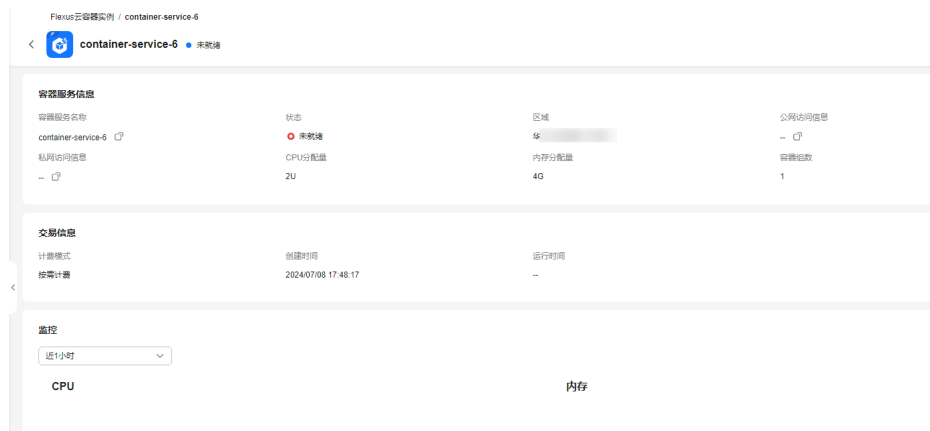 Flexus云容器实例 / container-service-6
container-service-6 未就绪
容器服务信息
容器服务名称 状态 区域 公网访问信息
container-service-6 未就绪 华 --
私网访问信息 CPU分配量 内存分配量 容器组数
-- 2U 4G 1
交易信息
计费模式 创建时间 运行时间
按需计费 2024/07/08 17:48:17 --
监控
近1小时
CPU 内存